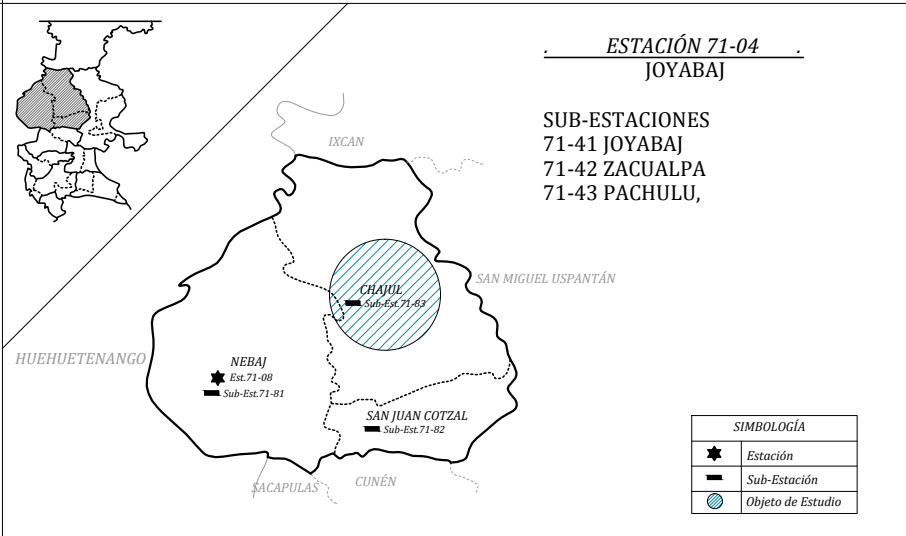 . ESTACIÓN 71-04 .
JOYABAJ
SUB-ESTACIONES
71-41 JOYABAJ
71-42 ZACUALPA
71-43 PACHULU,
IXCAN
SAN MIGUEL USPANTÁN
CHAJUL
Sub-Est.71-83
HUEHUETENANGO
NEBAJ
Est.71-08
Sub-Est.71-81
SAN JUAN COTZAL
Sub-Est.71-82
SACAPULAS
CUNÉN
SIMBOLOGÍA
Estación
Sub-Estación
Objeto de Estudio